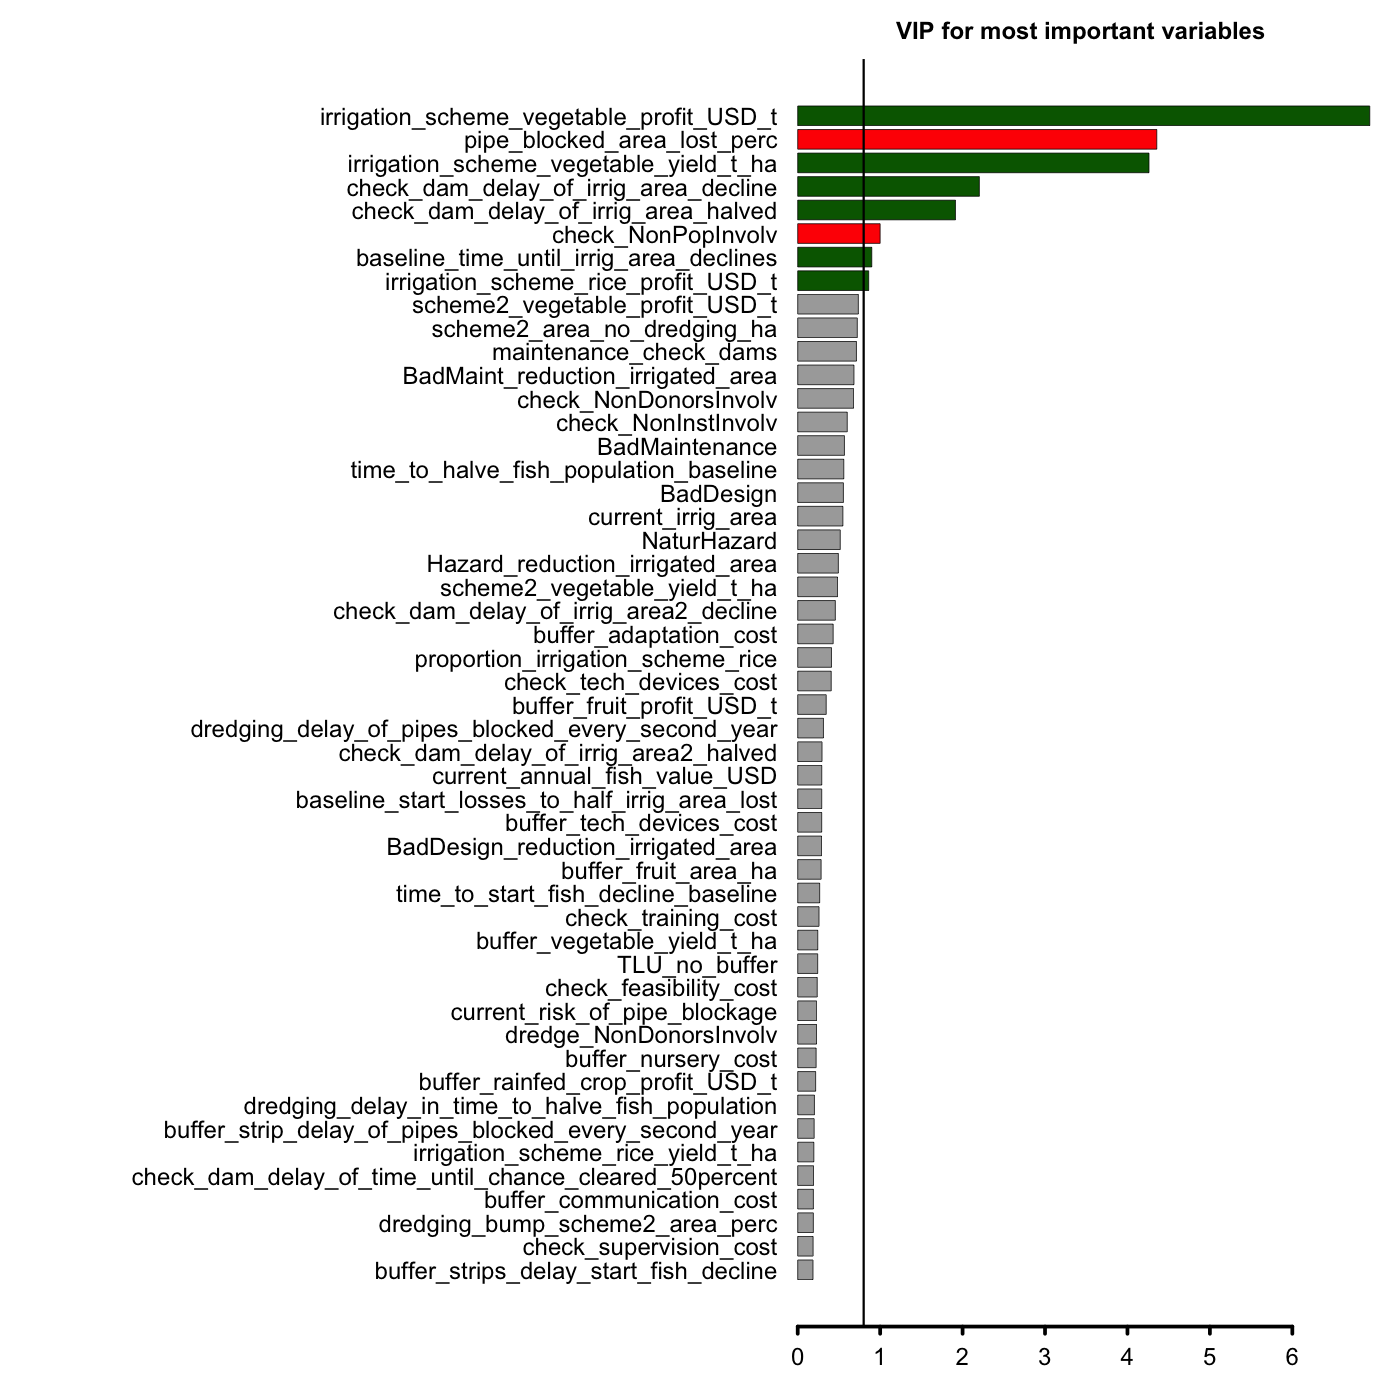 VIP for most important variables
irrigation_scheme_vegetable_profit_USD_t
pipe_blocked_area_lost_perc
irrigation_scheme_vegetable_yield_t_ha
check_dam_delay_of_irrig_area_decline
check_dam_delay_of_irrig_area_halved
check_NonPopInvolv
baseline_time_until_irrig_area_declines
irrigation_scheme_rice_profit_USD_t
scheme2_vegetable_profit_USD_t
scheme2_area_no_dredging_ha
maintenance_check_dams
BadMaint_reduction_irrigated_area
check_NonDonorsInvolv
check_NonInstInvolv
BadMaintenance
time_to_halve_fish_population_baseline
BadDesign
current_irrig_area
NaturHazard
Hazard_reduction_irrigated_area
scheme2_vegetable_yield_t_ha
check_dam_delay_of_irrig_area2_decline
buffer_adaptation_cost
proportion_irrigation_scheme_rice
check_tech_devices_cost
buffer_fruit_profit_USD_t
dredging_delay_of_pipes_blocked_every_second_year
check_dam_delay_of_irrig_area2_halved
current_annual_fish_value_USD
baseline_start_losses_to_half_irrig_area_lost
buffer_tech_devices_cost
BadDesign_reduction_irrigated_area
buffer_fruit_area_ha
time_to_start_fish_decline_baseline
check_training_cost
buffer_vegetable_yield_t_ha
TLU_no_buffer
check_feasibility_cost
current_risk_of_pipe_blockage
dredge_NonDonorsInvolv
buffer_nursery_cost
buffer_rainfed_crop_profit_USD_t
dredging_delay_in_time_to_halve_fish_population
buffer_strip_delay_of_pipes_blocked_every_second_year
irrigation_scheme_rice_yield_t_ha
check_dam_delay_of_time_until_chance_cleared_50percent
buffer_communication_cost
dredging_bump_scheme2_area_perc
check_supervision_cost
buffer_strips_delay_start_fish_decline
0 1 2 3 4 5 6